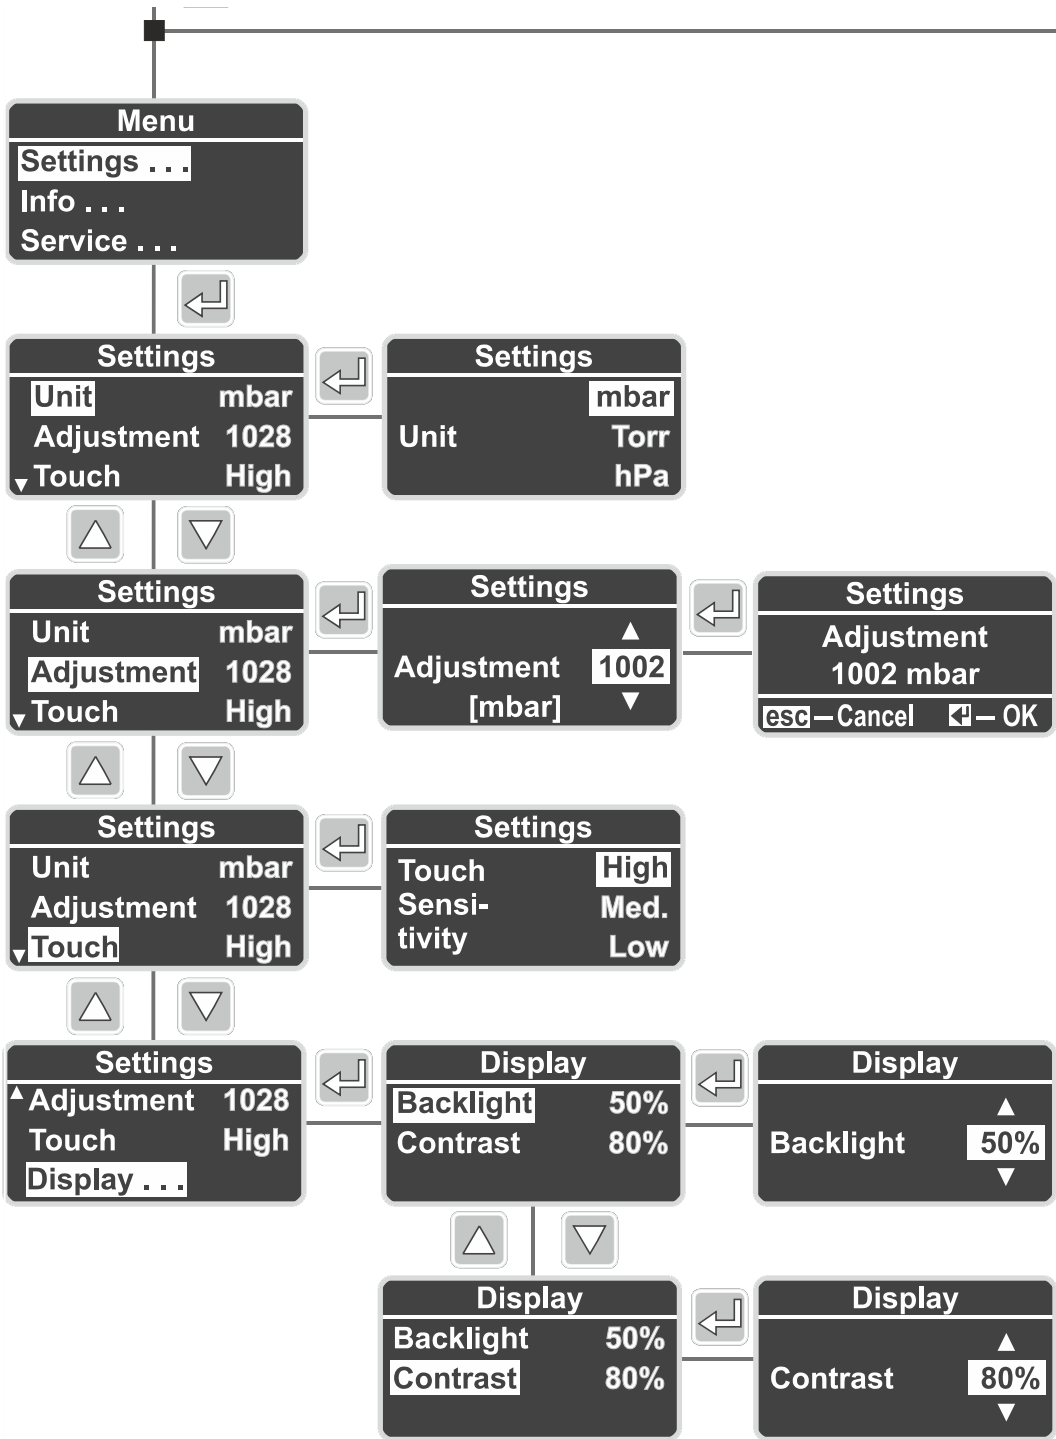 Menu
Settings . . .
Info . . .
Service . . .
Settings
Unit mbar
Adjustment 1028
Touch High
Settings
mbar
Unit Torr
hPa
Settings
Unit mbar
Adjustment 1028
Touch High
Settings
Adjustment 1002
[mbar]
Settings
Adjustment
1002 mbar
esc – Cancel – OK
Settings
Unit mbar
Adjustment 1028
Touch High
Settings
Touch High
Sensi- Med.
tivity Low
Settings
Adjustment 1028
Touch High
Display . . .
Display
Backlight 50%
Contrast 80%
Display
Backlight 50%
Display
Backlight 50%
Contrast 80%
Display
Contrast 80%